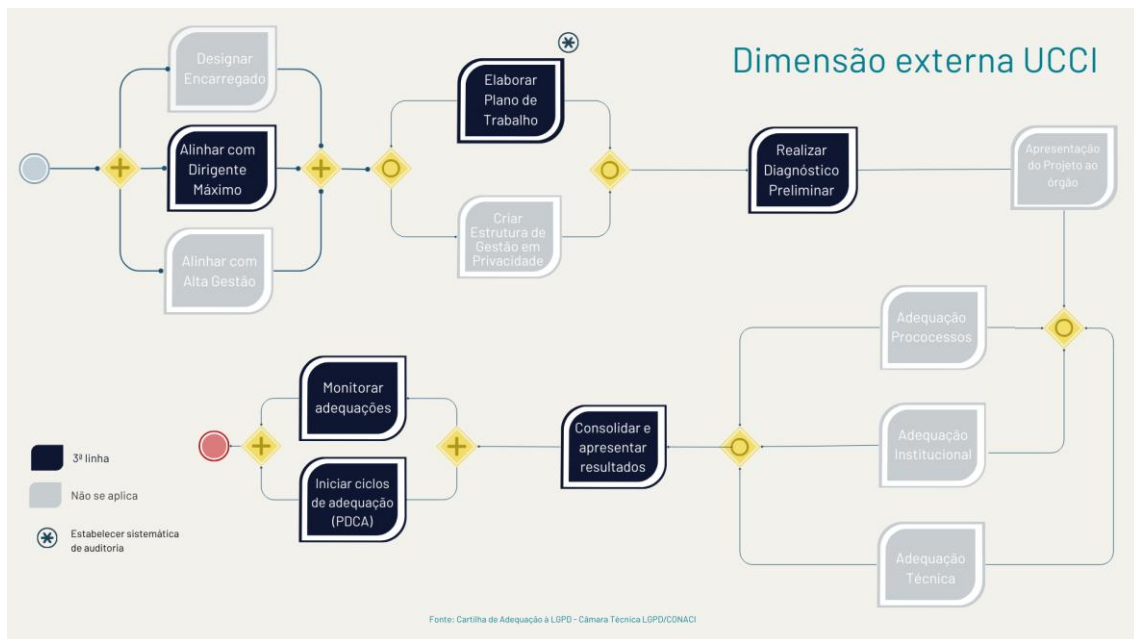 Dimensão externa UCCI
Designar
Encarregado
Alinhar com
Dirigente
Máximo
Alinhar com
Alta Gestão
Elaborar
Plano de
Trabalho
Criar
Estrutura de
Gestão em
Privacidade
Realizar
Diagnóstico
Preliminar
Apresentação
do Projeto ao
órgão
Adequação
Prococessos
Adequação
Institucional
Adequação
Técnica
Consolidar e
apresentar
resultados
Monitorar
adequações
Iniciar ciclos
de adequação
(PDCA)
3ª linha
Não se aplica
Estabelecer sistemática
de auditoria
Fonte: Cartilha de Adequação à LGPD - Câmara Técnica LGPD/CONACI